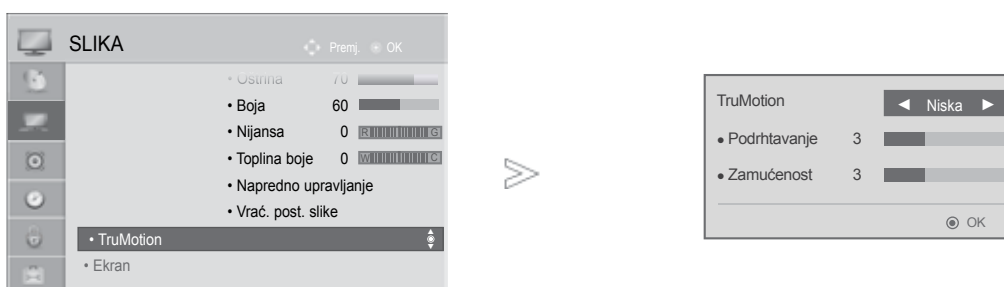 SLIKA
Premj. OK
• Oštrina 70
• Boja 60
• Nijansa 0 R G
• Toplina boje 0 W C
• Napredno upravljanje
• Vrać. post. slike
• TruMotion
• Ekran
TruMotion ◄ Niska ►
• Podrhtavanje 3
• Zamućenost 3
OK